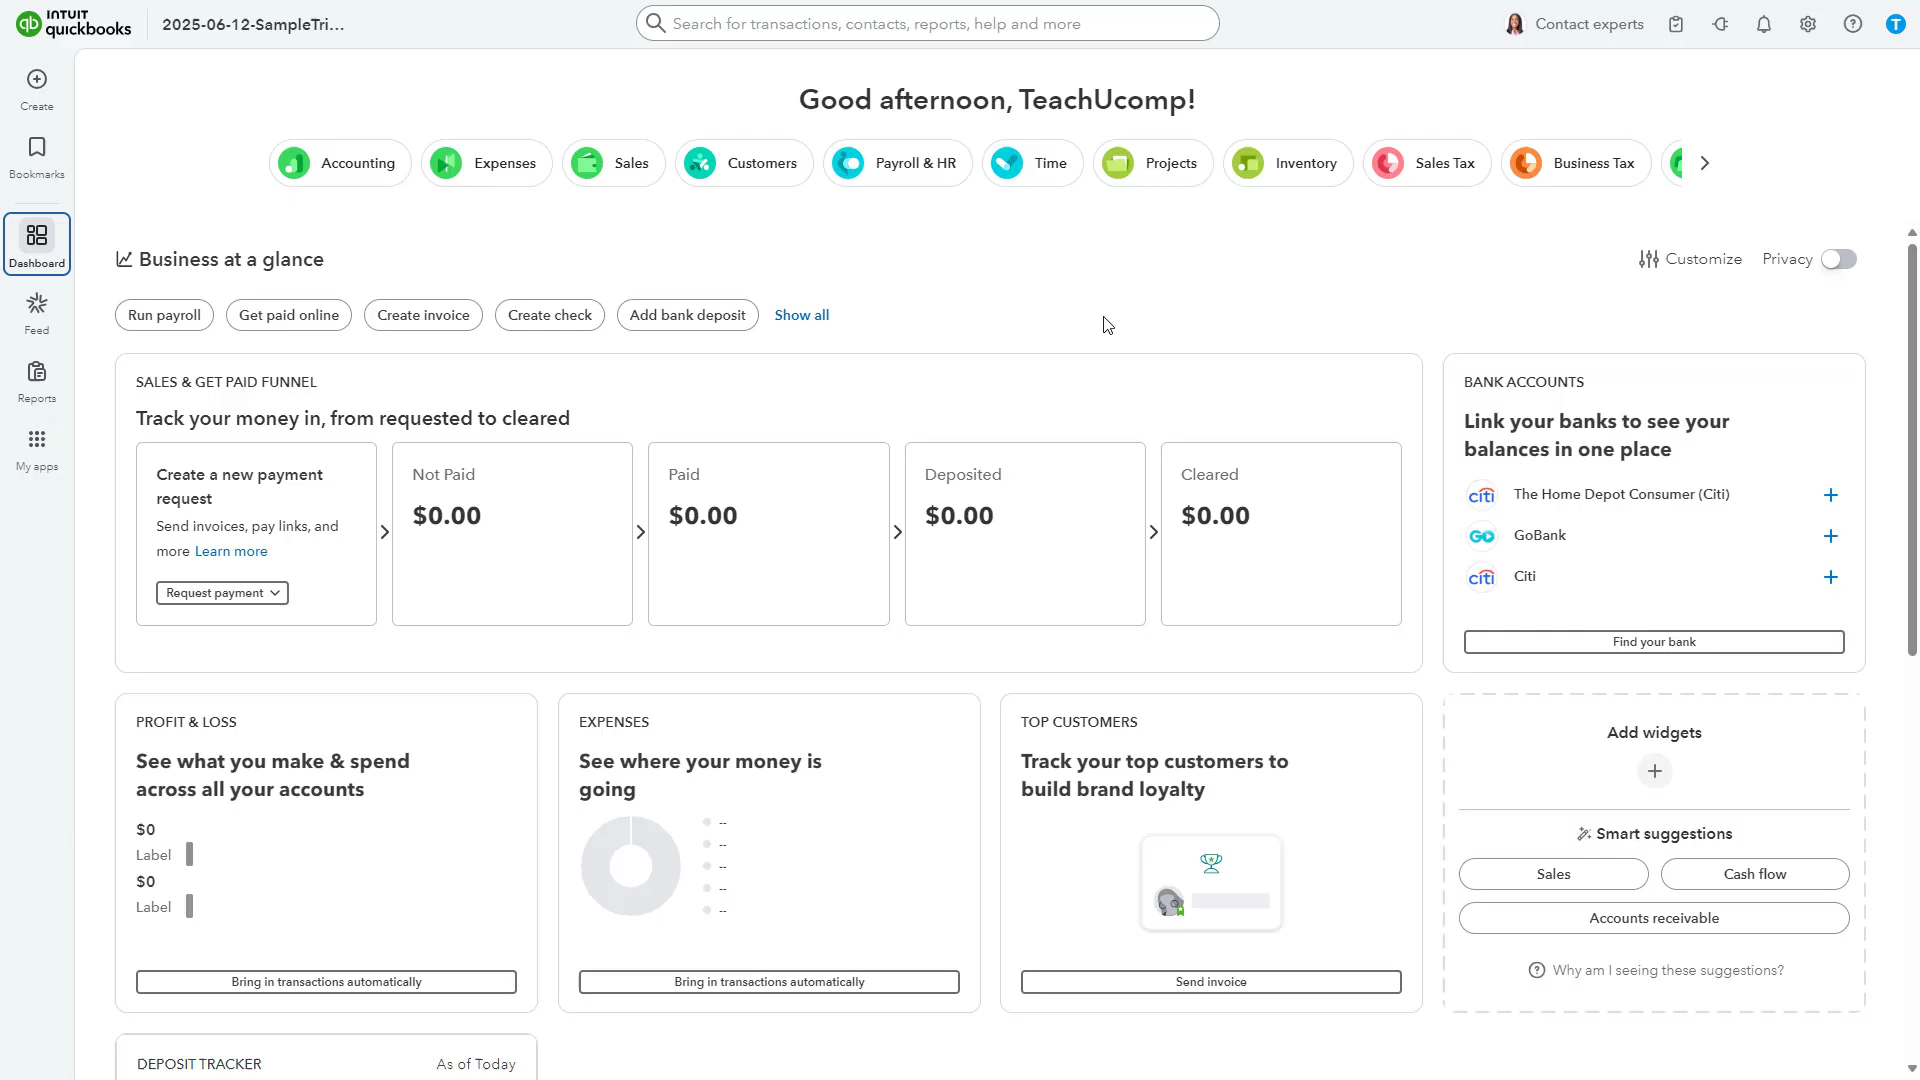 INTUIT
quickbooks
2025-06-12-SampleTri...
Search for transactions, contacts, reports, help and more
Contact experts
T
Create
Bookmarks
Dashboard
Feed
Reports
My apps
Good afternoon, TeachUcomp!
Accounting
Expenses
Sales
Customers
Payroll & HR
Time
Projects
Inventory
Sales Tax
Business Tax
Business at a glance
Customize
Privacy
Run payroll
Get paid online
Create invoice
Create check
Add bank deposit
Show all
SALES & GET PAID FUNNEL
Track your money in, from requested to cleared
Create a new payment
request
Send invoices, pay links, and
more Learn more
Request payment
Not Paid
$0.00
Paid
$0.00
Deposited
$0.00
Cleared
$0.00
BANK ACCOUNTS
Link your banks to see your
balances in one place
citi The Home Depot Consumer (Citi)
GO GoBank
citi Citi
Find your bank
PROFIT & LOSS
See what you make & spend
across all your accounts
$0
Label
$0
Label
Bring in transactions automatically
EXPENSES
See where your money is
going
--
--
--
--
--
Bring in transactions automatically
TOP CUSTOMERS
Track your top customers to
build brand loyalty
Send invoice
Add widgets
Smart suggestions
Sales
Cash flow
Accounts receivable
Why am I seeing these suggestions?
DEPOSIT TRACKER
As of Today